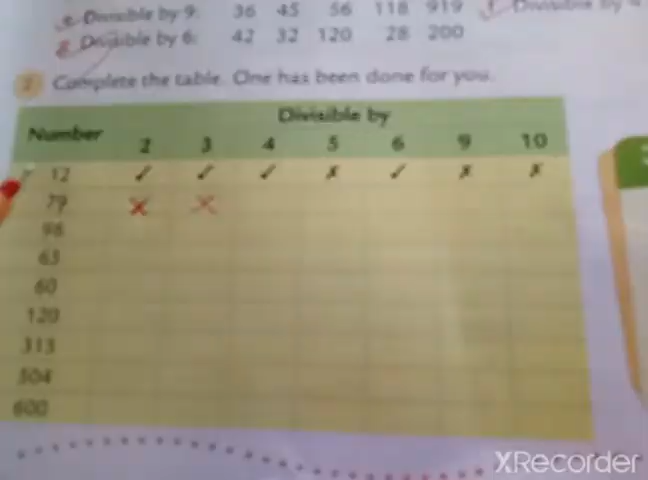 e. Divisible by 9: 36 45 56 118 919 f. Divisible by
g. Divisible by 6: 42 32 120 28 200
Complete the table. One has been done for you.
Divisible by
Number 2 3 4 5 6 9 10
12 ✓ ✓ ✓ ✗ ✓ ✗ ✗
79 ✗ ✗
98
63
60
120
313
504
600
XRecorder